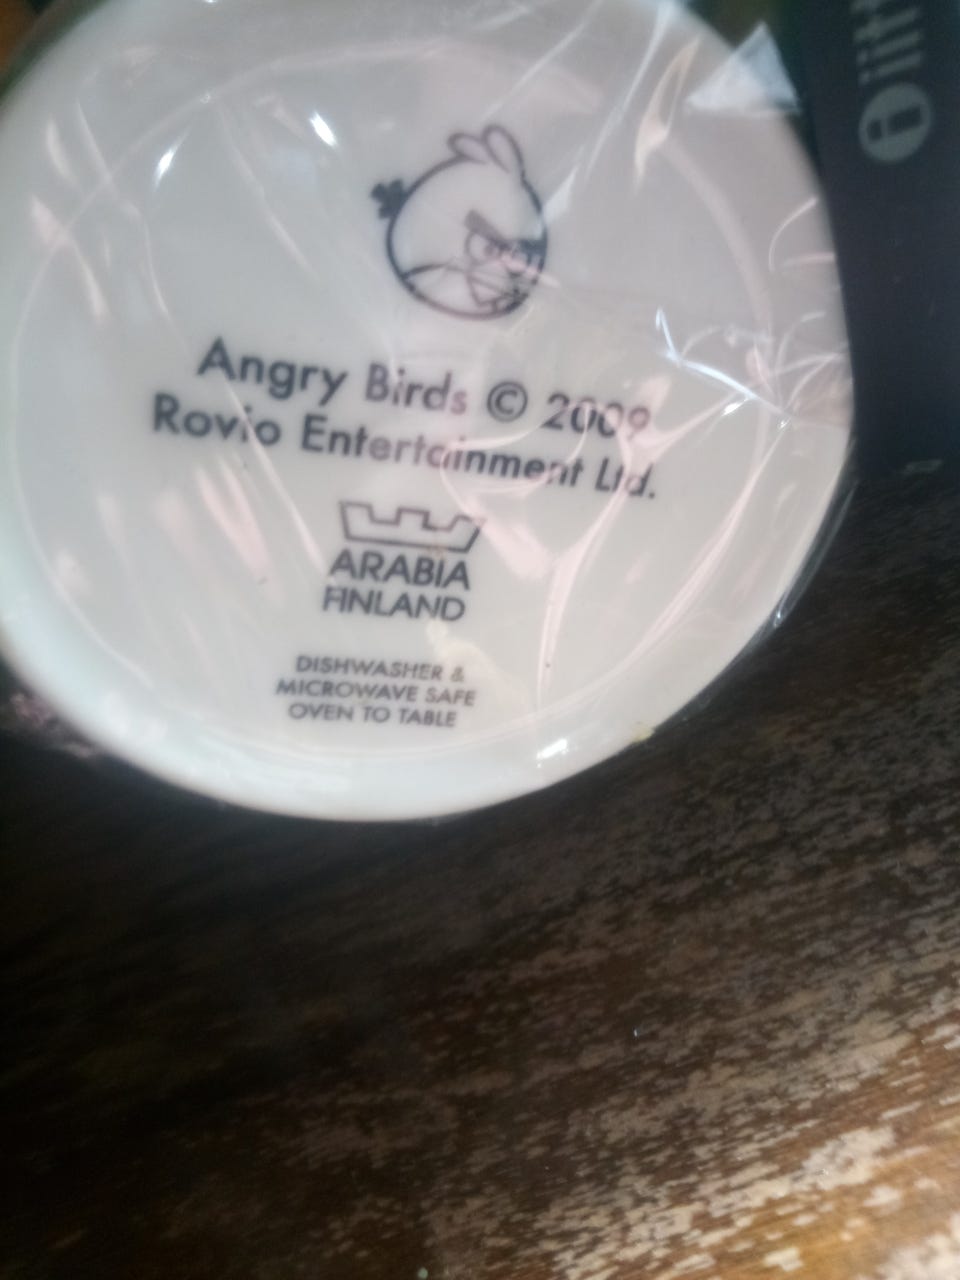 Angry Birds © 2009
Rovio Entertainment Ltd.
ARABIA
FINLAND
DISHWASHER &
MICROWAVE SAFE
OVEN TO TABLE